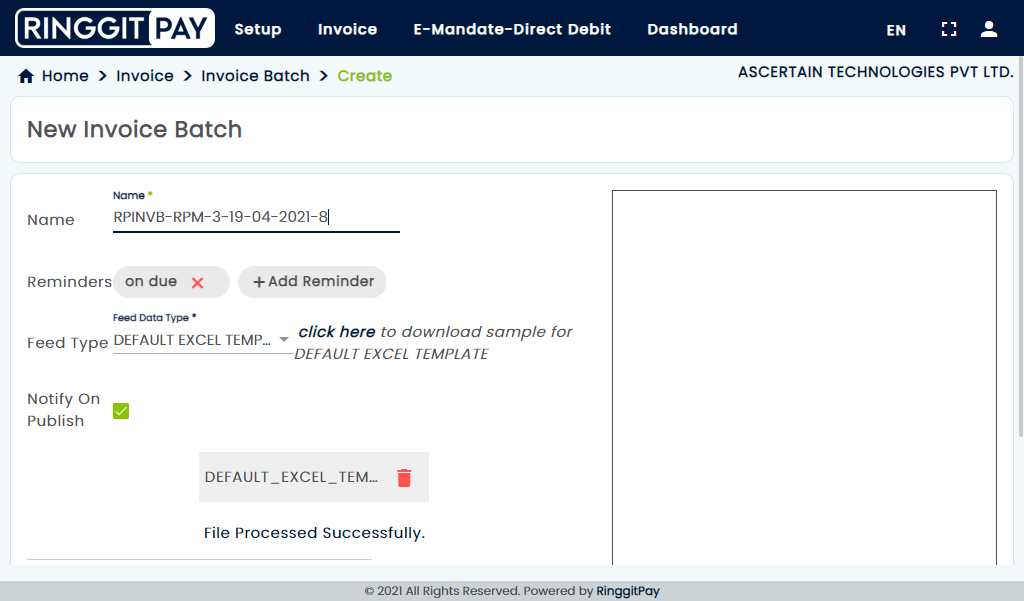 RINGGIT PAY Setup Invoice E-Mandate-Direct Debit Dashboard EN
Home > Invoice > Invoice Batch > Create
ASCERTAIN TECHNOLOGIES PVT LTD.
New Invoice Batch
Name *
Name RPINVB-RPM-3-19-04-2021-8
Reminders on due + Add Reminder
Feed Data Type *
Feed Type DEFAULT EXCEL TEMP... click here to download sample for
DEFAULT EXCEL TEMPLATE
Notify On
Publish
DEFAULT_EXCEL_TEM...
File Processed Successfully.
© 2021 All Rights Reserved. Powered by RinggitPay